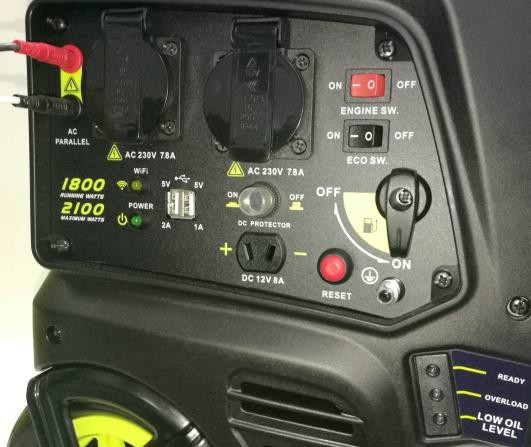 ON OFF
ENGINE SW.
ON OFF
ECO SW.
AC
PARALLEL
AC 230V 7.8A
AC 230V 7.8A
WiFi
1800
RUNNING WATTS
2100
MAXIMUM WATTS
POWER
5V 5V
2A 1A
ON OFF
DC PROTECTOR
+ -
DC 12V 8A
RESET
OFF
ON
READY
OVERLOAD
LOW OIL
LEVEL